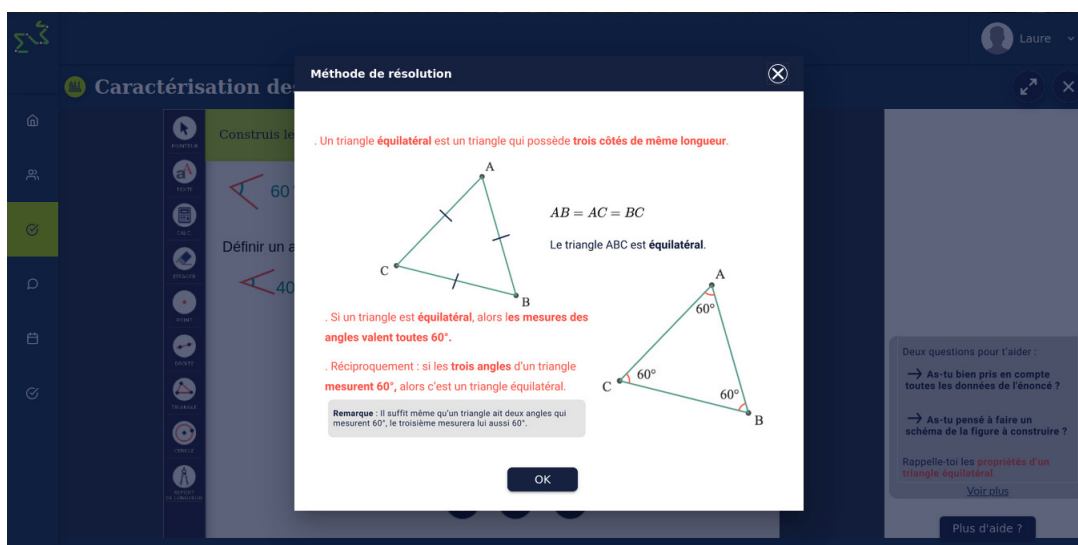 Laure
Caractérisation de
Méthode de résolution
POINTEUR
Construis le
. Un triangle équilatéral est un triangle qui possède trois côtés de même longueur.
A
TEXTE
60
AB = AC = BC
CALC
Définir un a
Le triangle ABC est équilatéral.
C
EFFACER
40
B
A
60°
POINT
. Si un triangle est équilatéral, alors les mesures des
angles valent toutes 60°.
DROITE
. Réciproquement : si les trois angles d'un triangle
mesurent 60°, alors c'est un triangle équilatéral.
C
60°
60°
B
TRIANGLE
Remarque : Il suffit même qu'un triangle ait deux angles qui
mesurent 60°, le troisième mesurera lui aussi 60°.
CERCLE
REPORT
DE LONGUEUR
OK
Deux questions pour t'aider :
→ As-tu bien pris en compte
toutes les données de l'énoncé ?
→ As-tu pensé à faire un
schéma de la figure à construire ?
Rappelle-toi les propriétés d'un
triangle équilatéral
Voir plus
Plus d'aide ?